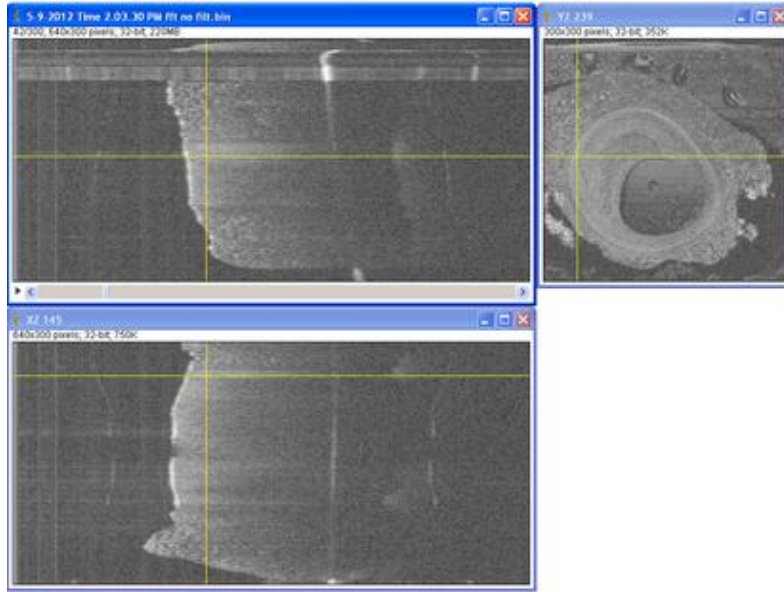 5-9-2012 Time 2.03.30 PM fft no filt.bin
42/300; 640x300 pixels; 32-bit; 220MB
YZ 239
300x300 pixels; 32-bit; 352K
XZ 145
640x300 pixels; 32-bit; 750K